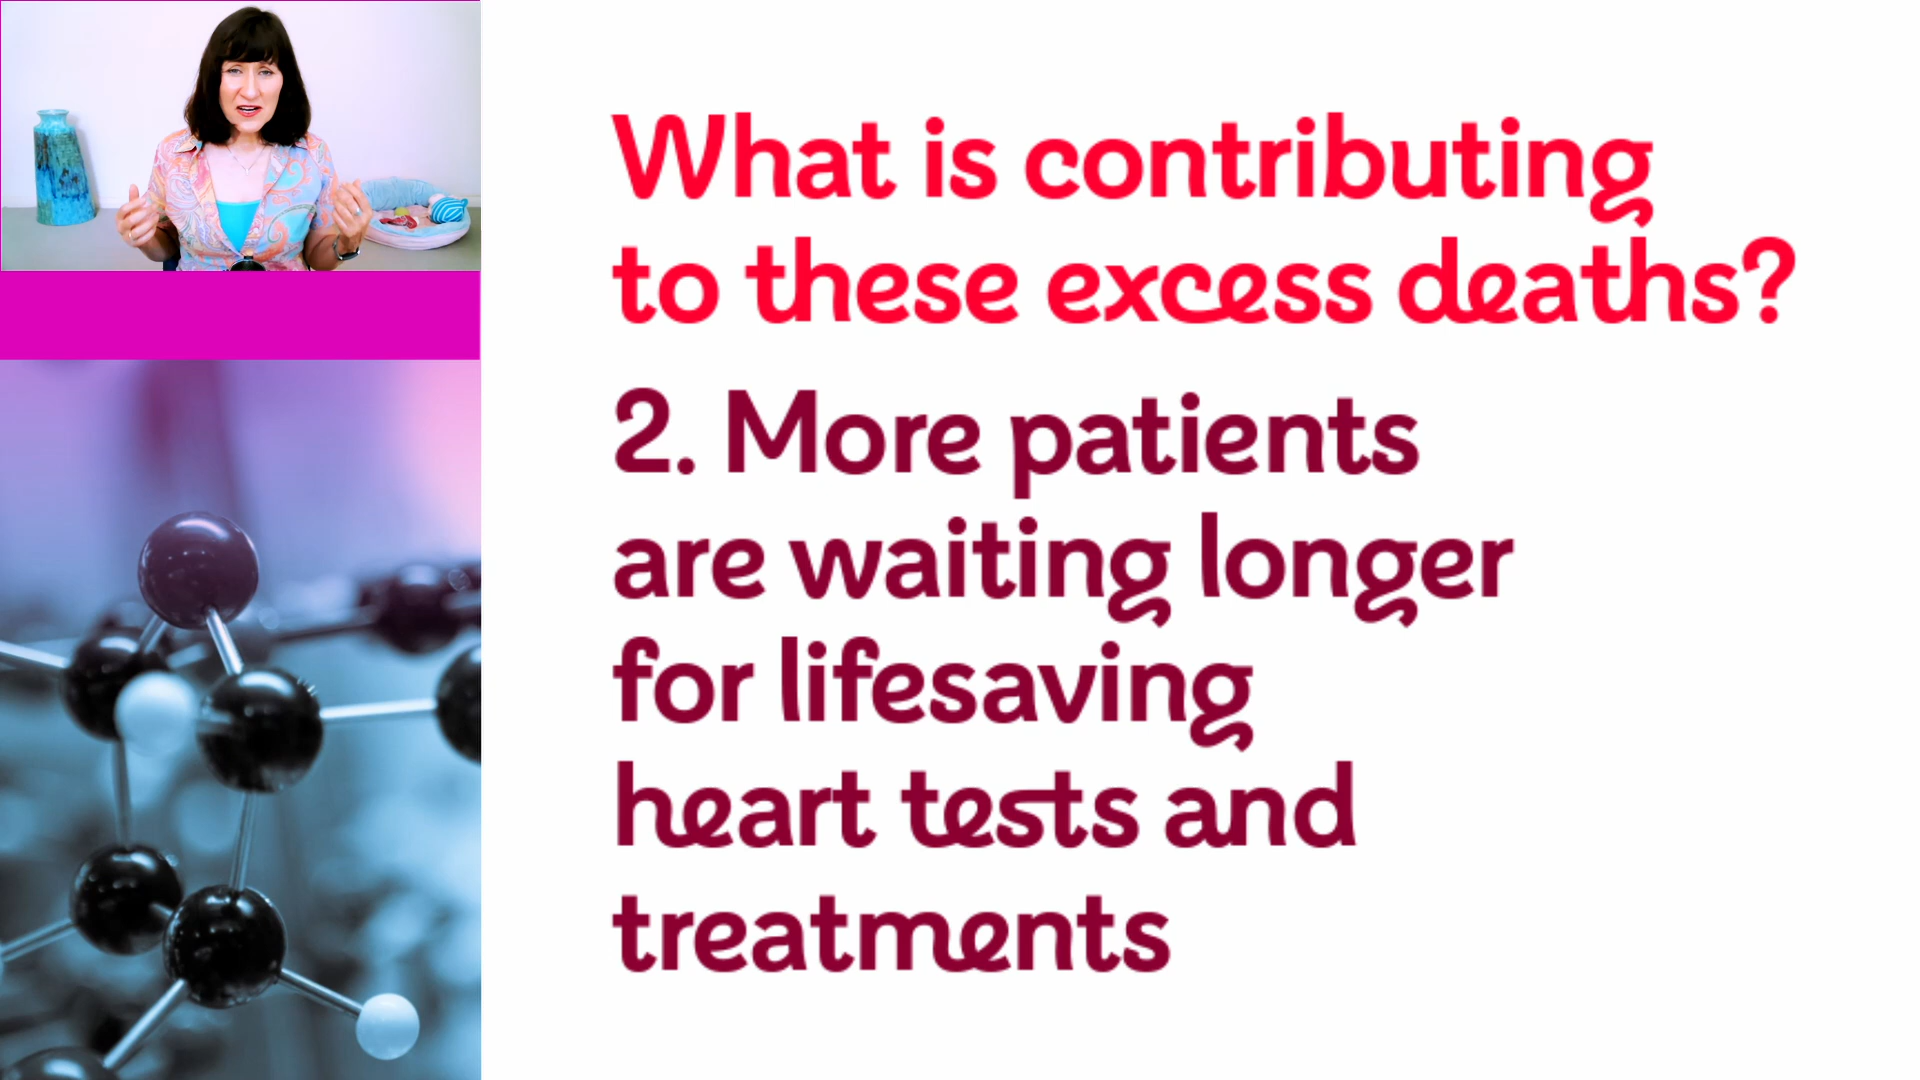 What is contributing
to these excess deaths?
2. More patients
are waiting longer
for lifesaving
heart tests and
treatments